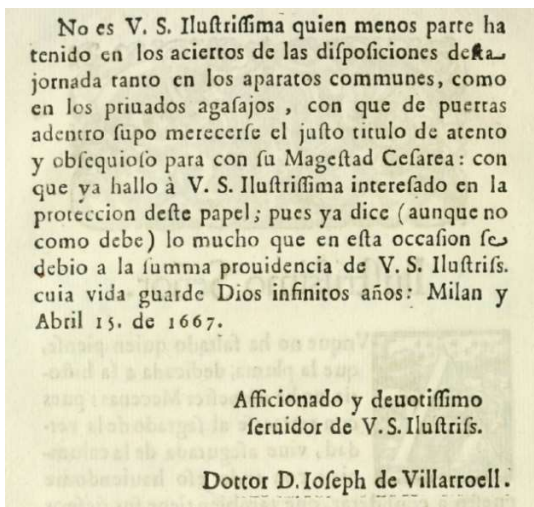 No es V. S. Iluſtriſſima quien menos parte ha
tenido en los aciertos de las diſpoſiciones deſta
jornada tanto en los aparatos communes, como
en los priuados agaſajos , con que de puertas
adentro ſupo merecerſe el juſto titulo de atento
y obſequioſo para con ſu Mageſtad Ceſarea: con
que ya hallo à V. S. Iluſtriſſima intereſado en la
proteccion deſte papel; pues ya dice (aunque no
como debe) lo mucho que en eſta occaſion ſe
debio a la ſumma prouidencia de V. S. Iluſtriſs.
cuia vida guarde Dios infinitos años: Milan y
Abril 15. de 1667.
Afficionado y deuotiſſimo
ſeruidor de V. S. Iluſtriſs.
Dottor D. Ioſeph de Villarroell.